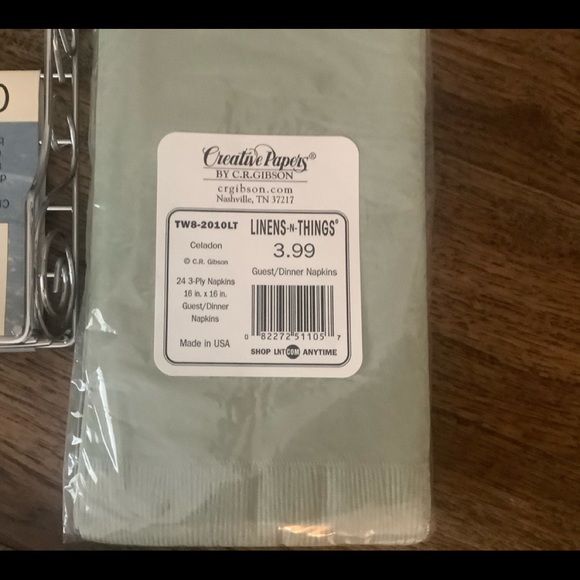 Creative Papers®
BY C.R.GIBSON
crgibson.com
Nashville, TN 37217
TW8-2010LT
Celadon
© C.R. Gibson
24 3-Ply Napkins
16 in. x 16 in.
Guest/Dinner
Napkins
Made in USA
LINENS-N-THINGS®
3.99
Guest/Dinner Napkins
0 82272 51105 7
SHOP LNT.COM ANYTIME